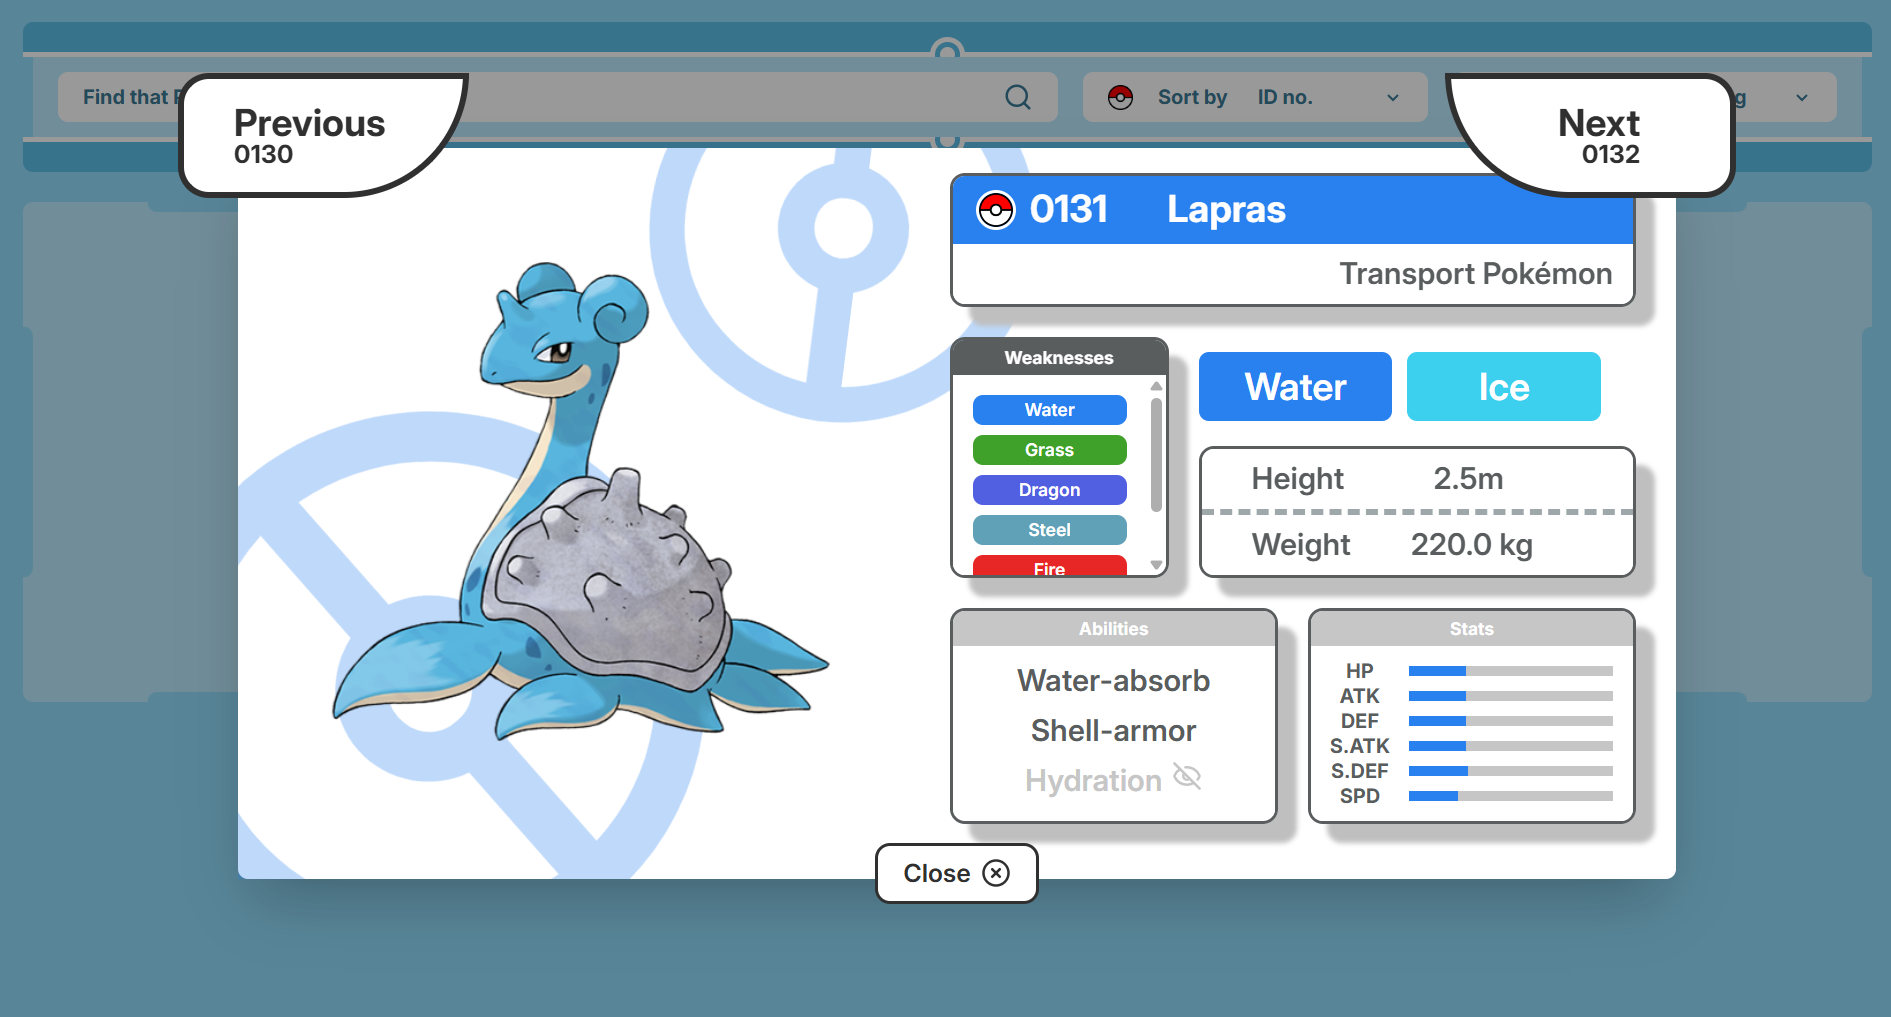 Find that
Sort by ID no.
g
Previous
0130
Next
0132
0131 Lapras
Transport Pokémon
Weaknesses
Water
Grass
Dragon
Steel
Fire
Water
Ice
Height 2.5m
Weight 220.0 kg
Abilities
Water-absorb
Shell-armor
Hydration
Stats
HP
ATK
DEF
S.ATK
S.DEF
SPD
Close